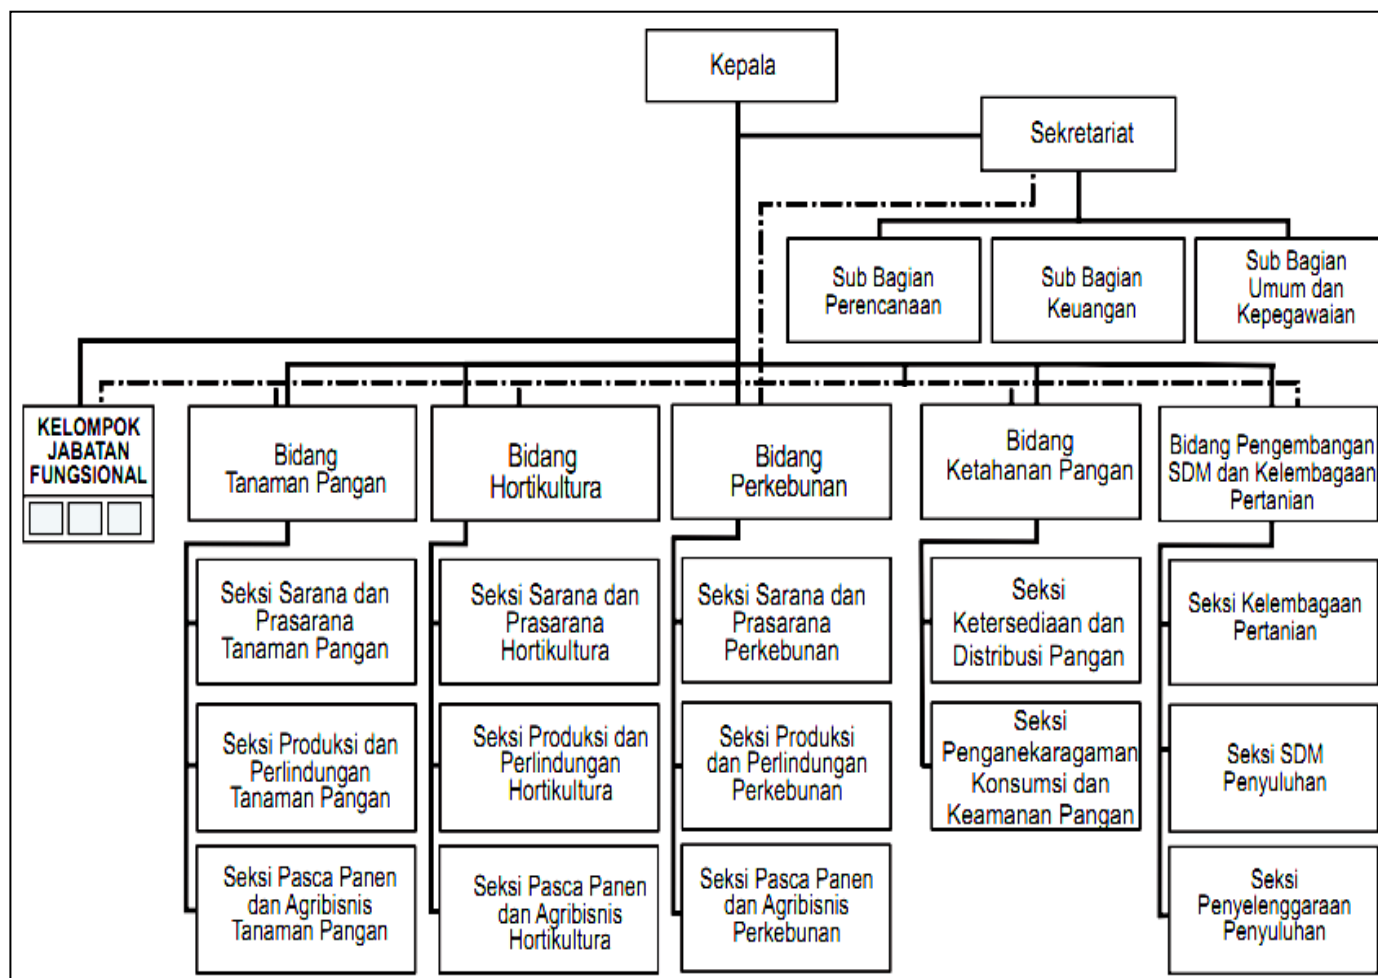 Kepala
Sekretariat
Sub Bagian
Perencanaan
Sub Bagian
Keuangan
Sub Bagian
Umum dan
Kepegawaian
KELOMPOK
JABATAN
FUNGSIONAL
Bidang
Tanaman Pangan
Bidang
Hortikultura
Bidang
Perkebunan
Bidang
Ketahanan Pangan
Bidang Pengembangan
SDM dan Kelembagaan
Pertanian
Seksi Sarana dan
Prasarana
Tanaman Pangan
Seksi Sarana dan
Prasarana
Hortikultura
Seksi Sarana dan
Prasarana
Perkebunan
Seksi
Ketersediaan dan
Distribusi Pangan
Seksi Kelembagaan
Pertanian
Seksi Produksi dan
Perlindungan
Tanaman Pangan
Seksi Produksi dan
Perlindungan
Hortikultura
Seksi Produksi
dan Perlindungan
Perkebunan
Seksi
Penganekaragaman
Konsumsi dan
Keamanan Pangan
Seksi SDM
Penyuluhan
Seksi Pasca Panen
dan Agribisnis
Tanaman Pangan
Seksi Pasca Panen
dan Agribisnis
Hortikultura
Seksi Pasca Panen
dan Agribisnis
Perkebunan
Seksi
Penyelenggaraan
Penyuluhan